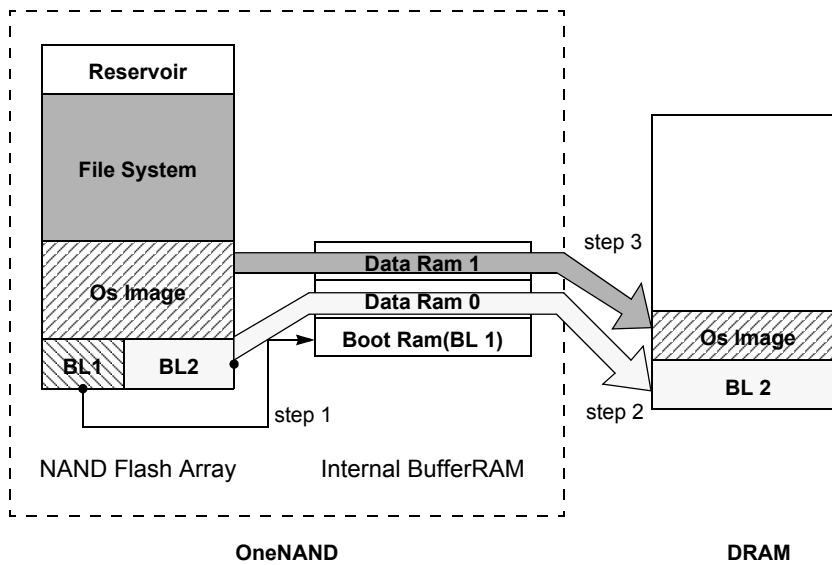 Reservoir
File System
step 3
Data Ram 1
Os Image
Data Ram 0
Os Image
Boot Ram(BL 1)
BL1
BL2
BL 2
step 1
step 2
NAND Flash Array
Internal BufferRAM
OneNAND
DRAM